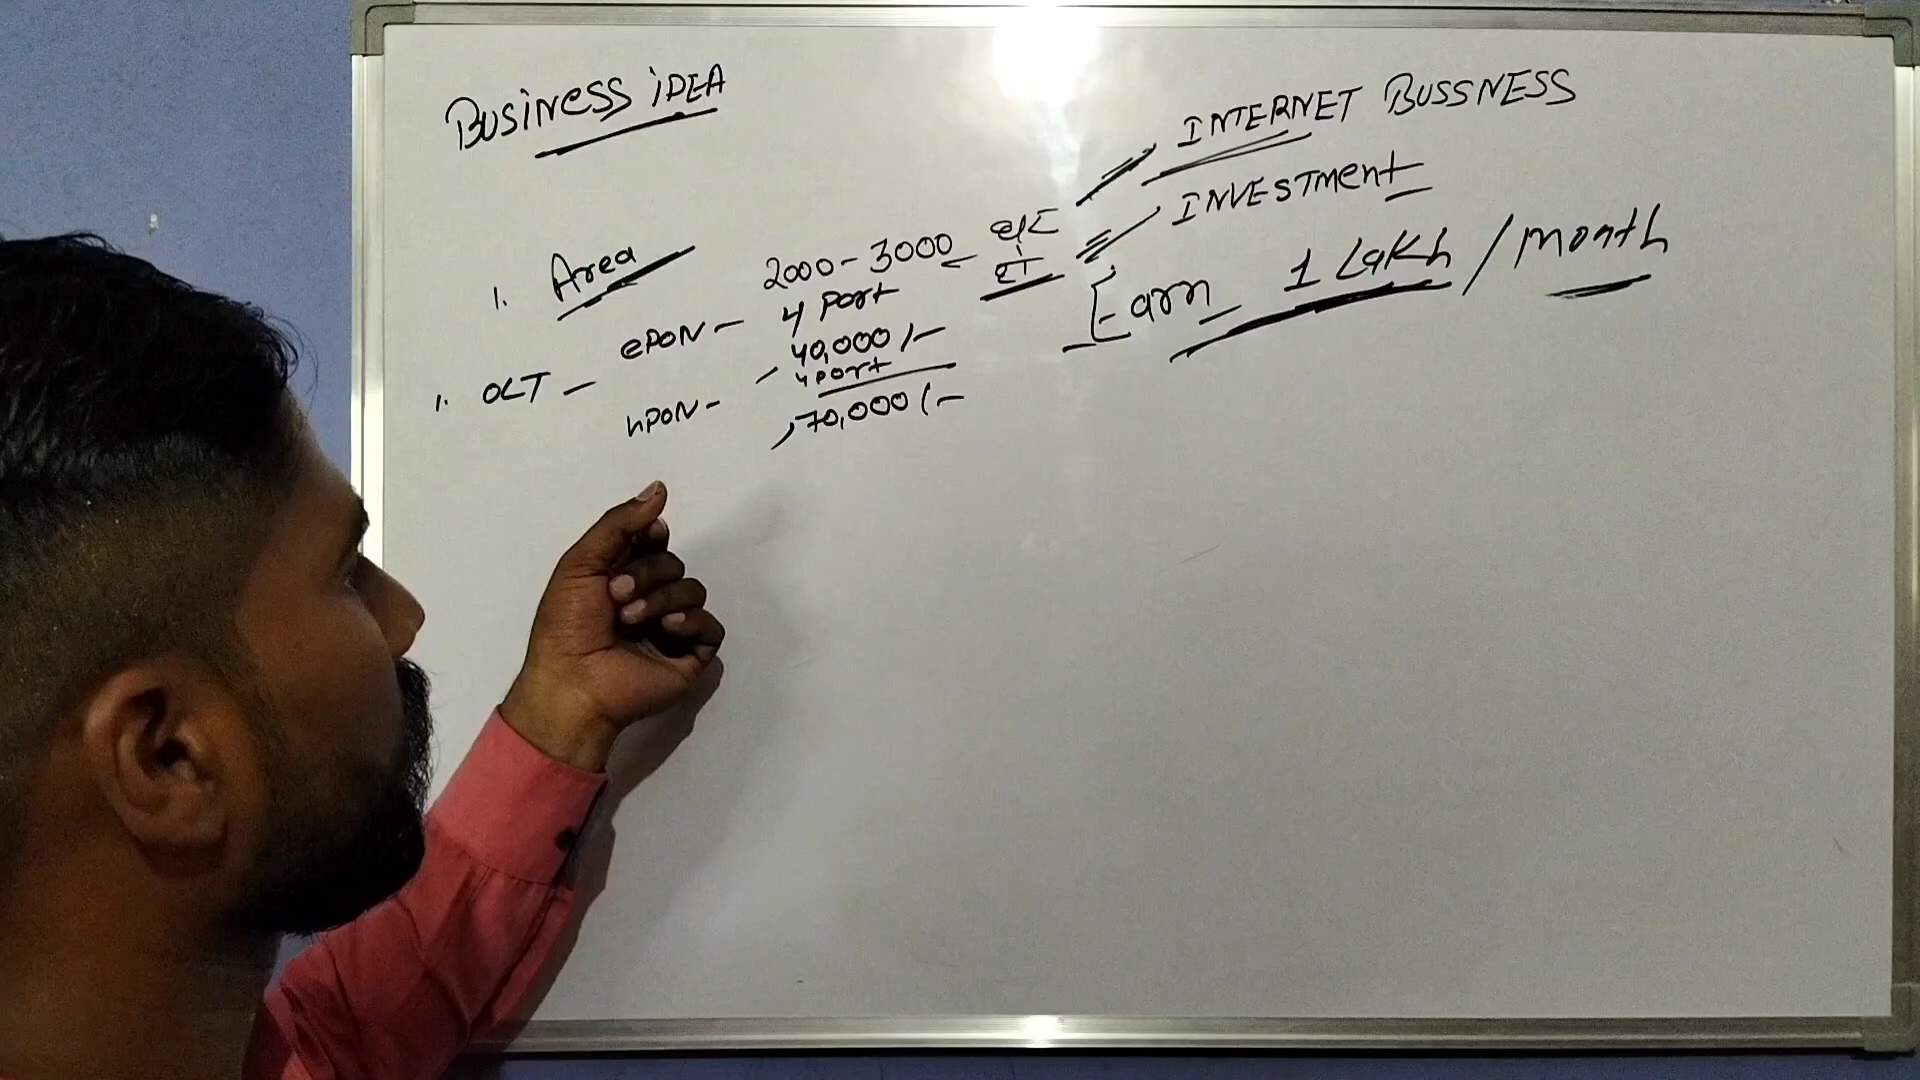 BUSINESS iDEA
INTERNET BUSSNESS
INVESTMENT
Earn 1 Lakh / month
1. Area
2000 - 3000
1. OLT -
ePON - 4 Port
40,000/-
4 port
70,000/-